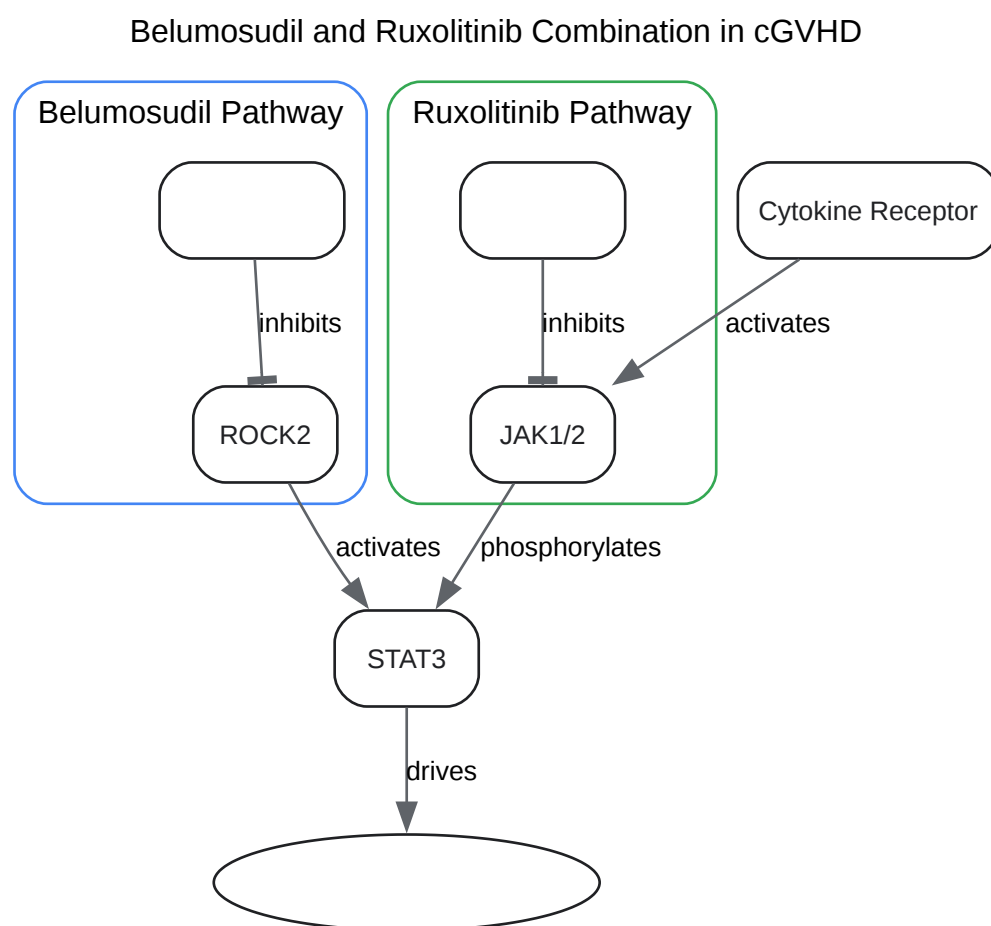 Belumosudil and Ruxolitinib Combination in cGVHD
Belumosudil Pathway
Ruxolitinib Pathway
Cytokine Receptor
inhibits
inhibits
activates
ROCK2
JAK1/2
activates
phosphorylates
STAT3
drives